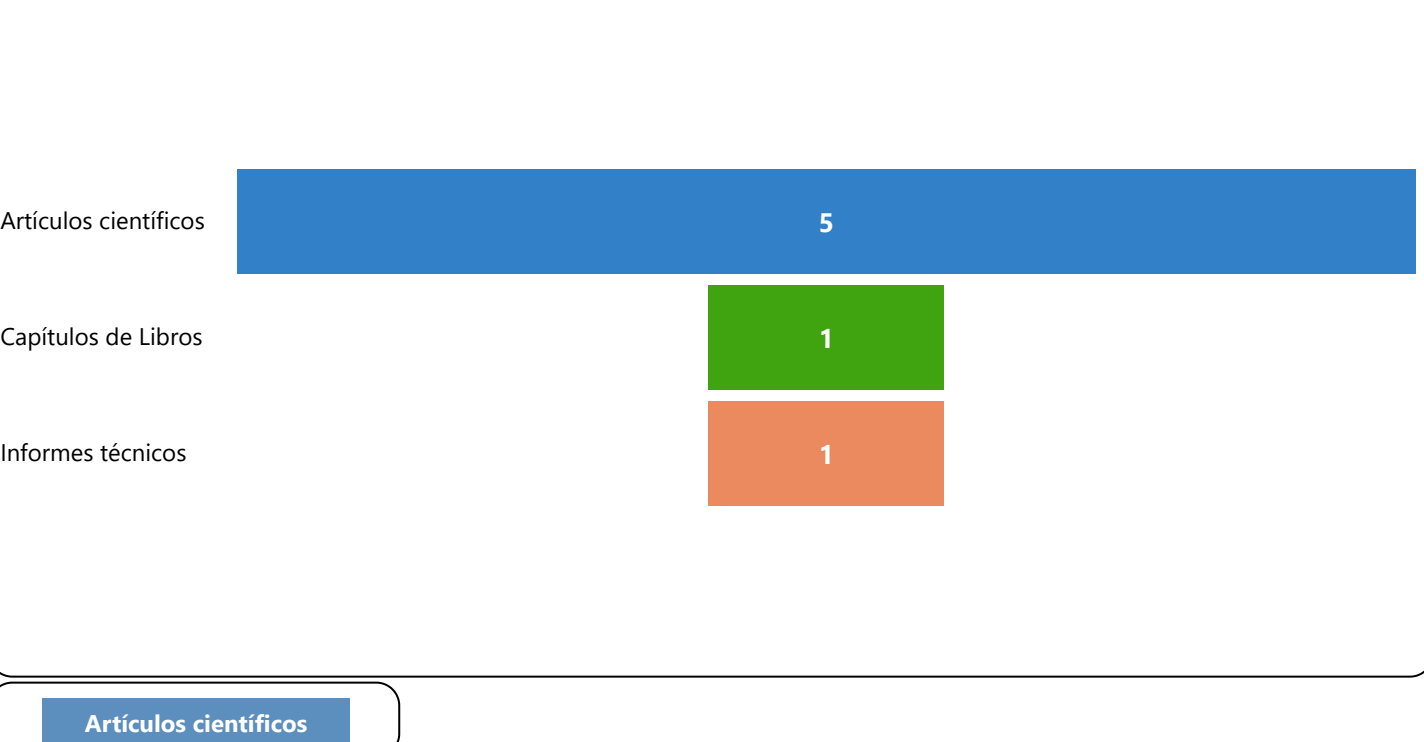 Artículos científicos
5
Capítulos de Libros
1
Informes técnicos
1
Artículos científicos